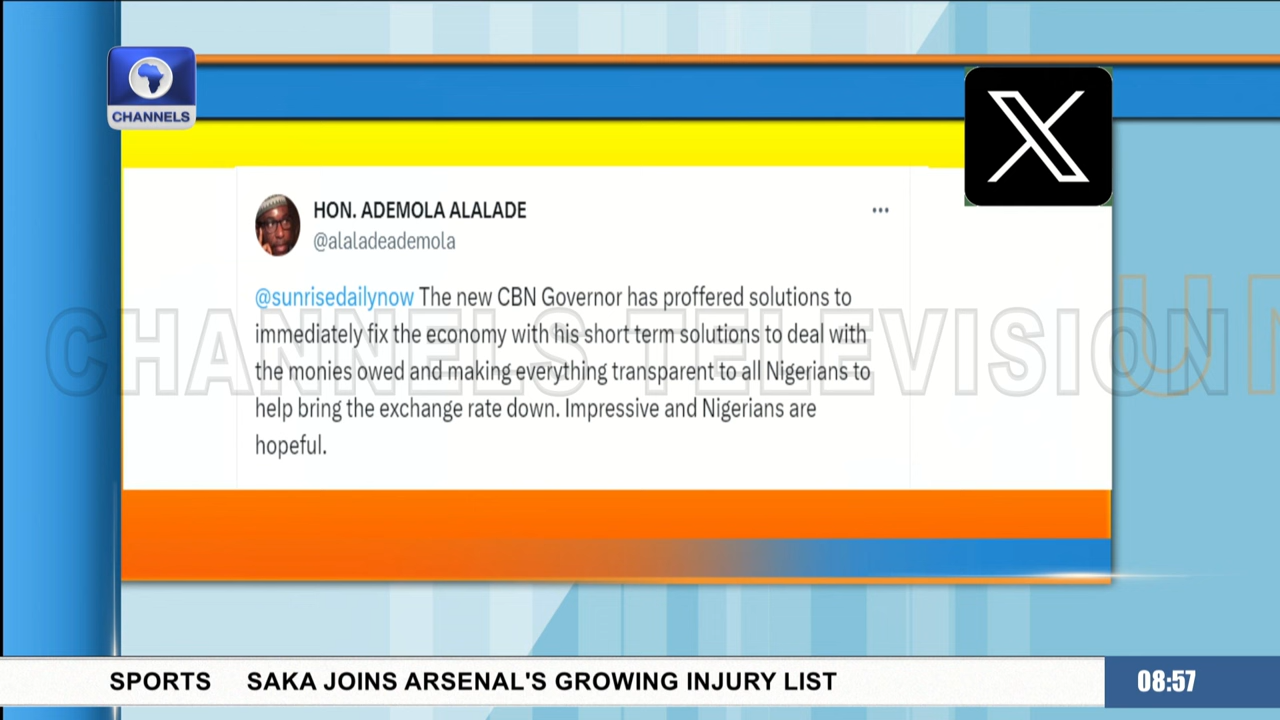 CHANNELS
X
HON. ADEMOLA ALALADE
@alaladeademola
@sunrisedailynow The new CBN Governor has proffered solutions to
immediately fix the economy with his short term solutions to deal with
the monies owed and making everything transparent to all Nigerians to
help bring the exchange rate down. Impressive and Nigerians are
hopeful.
CHANNELS TELEVISION
SPORTS SAKA JOINS ARSENAL'S GROWING INJURY LIST
08:57